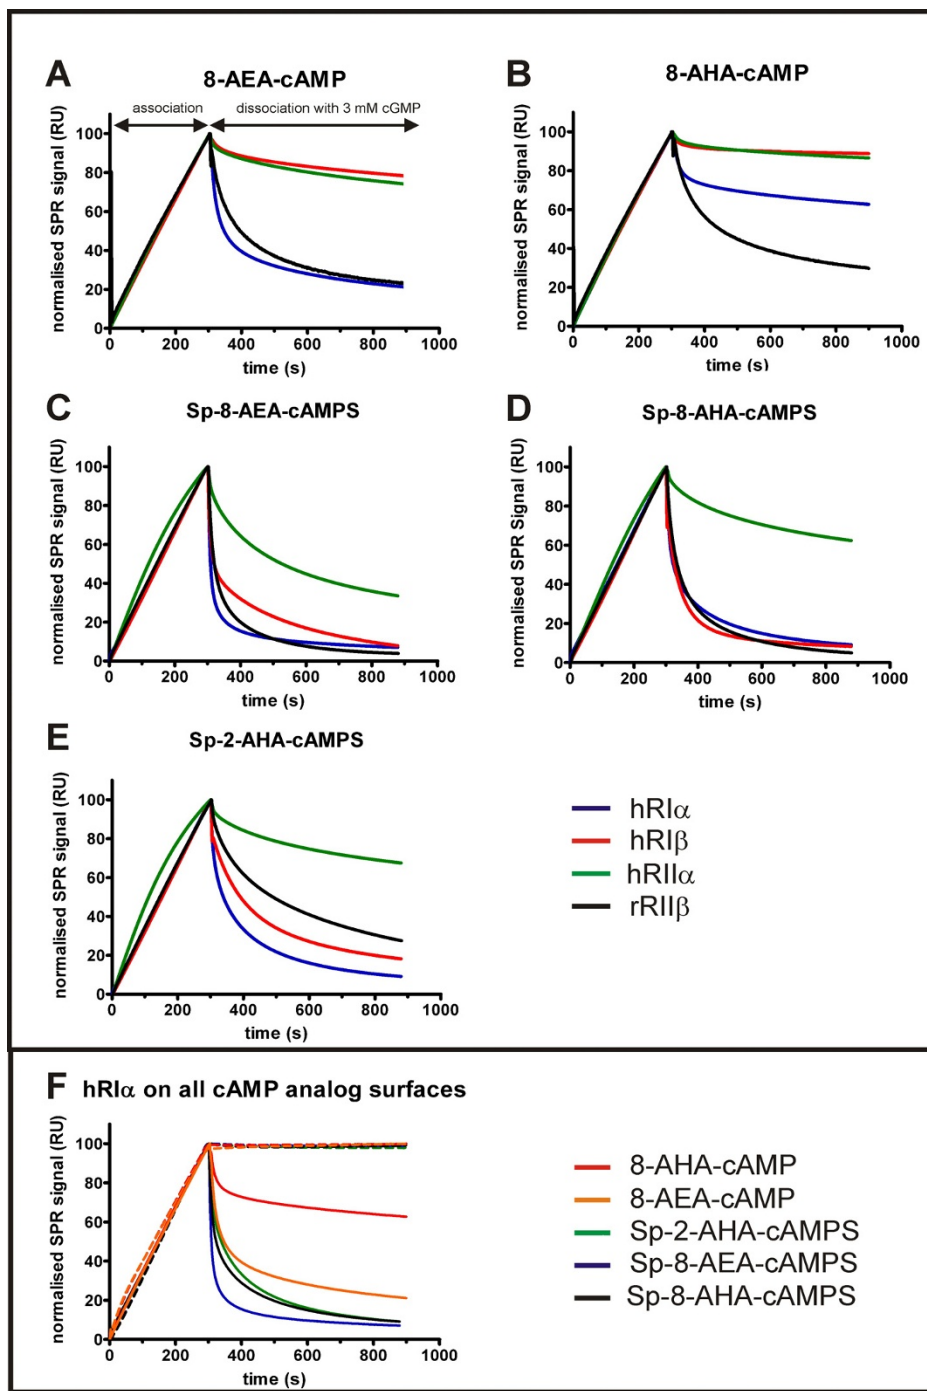 A
8-AEA-cAMP
association
dissociation with 3 mM cGMP
normalised SPR signal (RU)
100
80
60
40
20
0
0 200 400 600 800 1000
time (s)
B
8-AHA-cAMP
normalised SPR signal (RU)
100
80
60
40
20
0
0 200 400 600 800 1000
time (s)
C
Sp-8-AEA-cAMPS
normalised SPR signal (RU)
100
80
60
40
20
0
0 200 400 600 800 1000
time (s)
D
Sp-8-AHA-cAMPS
normalised SPR Signal (RU)
100
80
60
40
20
0
0 200 400 600 800 1000
time (s)
E
Sp-2-AHA-cAMPS
normalised SPR signal (RU)
100
80
60
40
20
0
0 200 400 600 800 1000
time (s)
hRIα
hRIβ
hRIIα
rRIIβ
F hRIα on all cAMP analog surfaces
normalised SPR signal (RU)
100
80
60
40
20
0
0 200 400 600 800 1000
time (s)
8-AHA-cAMP
8-AEA-cAMP
Sp-2-AHA-cAMPS
Sp-8-AEA-cAMPS
Sp-8-AHA-cAMPS